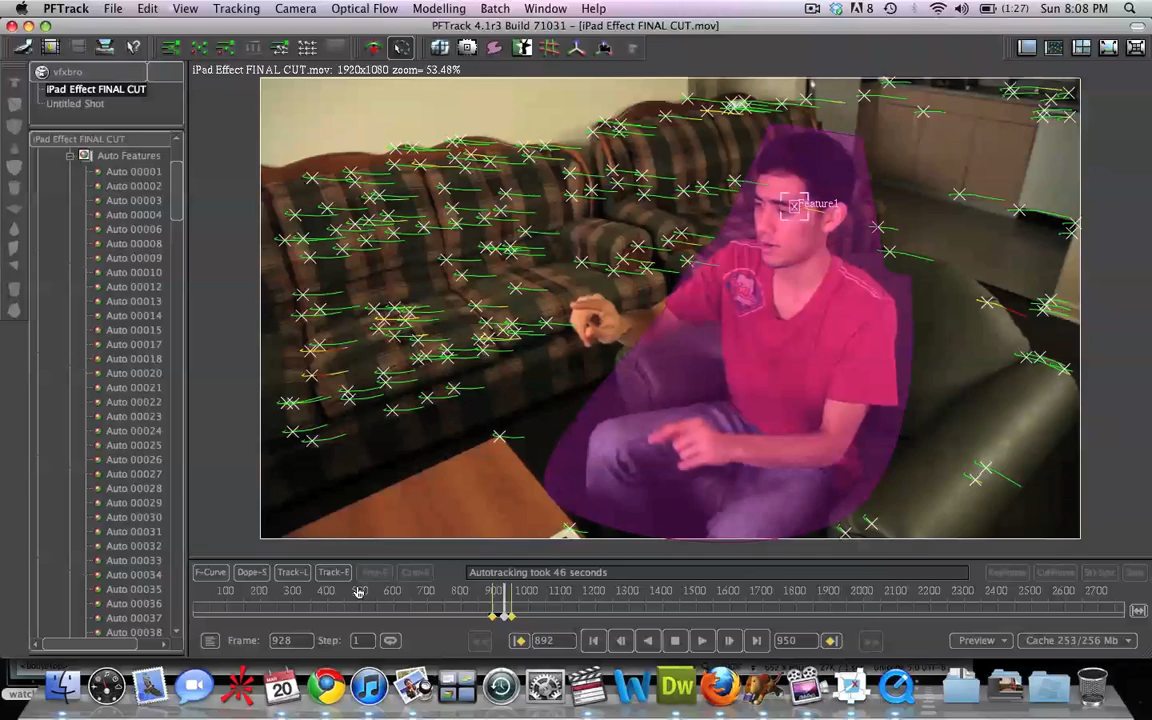 PFTrack File Edit View Tracking Camera Optical Flow Modelling Batch Window Help 8 (1:27) Sun 8:08 PM
PFTrack 4.1r3 Build 71031 - [iPad Effect FINAL CUT.mov]
vfxbro
iPad Effect FINAL CUT
Untitled Shot
iPad Effect FINAL CUT.mov: 1920x1080 zoom= 53.48%
iPad Effect FINAL CUT
Auto Features
Auto 00001
Auto 00002
Auto 00003
Auto 00004
Auto 00006
Auto 00008
Auto 00009
Auto 00010
Auto 00012
Auto 00013
Auto 00014
Auto 00015
Auto 00017
Auto 00018
Auto 00020
Auto 00021
Auto 00022
Auto 00023
Auto 00024
Auto 00025
Auto 00026
Auto 00027
Auto 00028
Auto 00029
Auto 00030
Auto 00031
Auto 00032
Auto 00033
Auto 00034
Auto 00035
Auto 00036
Auto 00037
Auto 00038
Feature1
F-Curve Dope-S Track-L Track-E Autotracking took 46 seconds
100 200 300 400 500 600 700 800 900 1000 1100 1200 1300 1400 1500 1600 1700 1800 1900 2000 2100 2200 2300 2400 2500 2600 2700
Frame: 928 Step: 1 892 950 Preview Cache 253/256 Mb
MAR 20
W
Dw